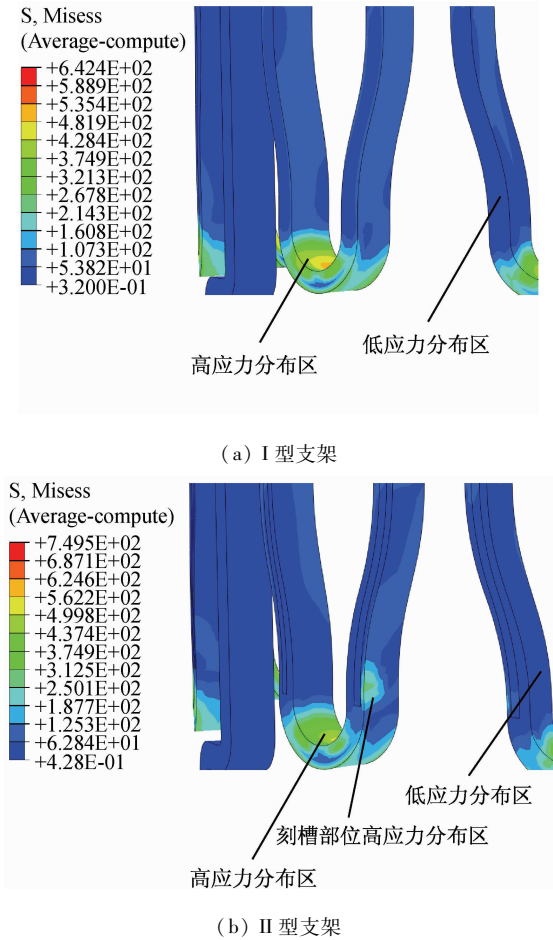 S, Misess
(Average-compute)
+6.424E+02
+5.889E+02
+5.354E+02
+4.819E+02
+4.284E+02
+3.749E+02
+3.213E+02
+2.678E+02
+2.143E+02
+1.608E+02
+1.073E+02
+5.382E+01
+3.200E-01
高应力分布区
低应力分布区
(a) I 型支架
S, Misess
(Average-compute)
+7.495E+02
+6.871E+02
+6.246E+02
+5.622E+02
+4.998E+02
+4.374E+02
+3.749E+02
+3.125E+02
+2.501E+02
+1.877E+02
+1.253E+02
+6.284E+01
+4.28E-01
低应力分布区
刻槽部位高应力分布区
高应力分布区
(b) II 型支架